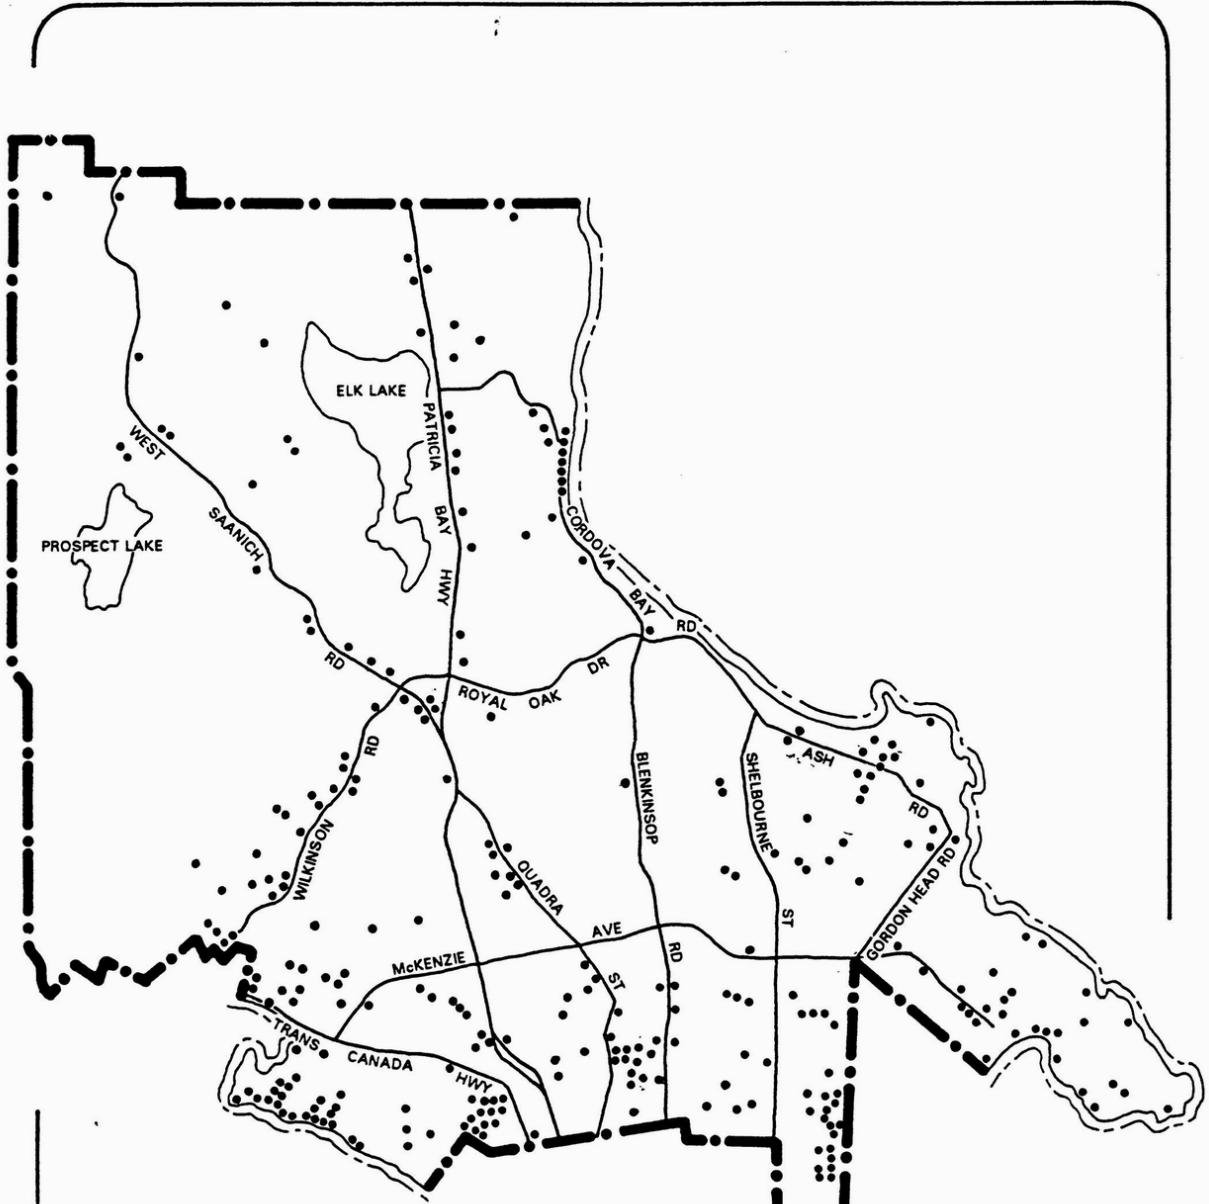 ELK LAKE
PATRICIA BAY HWY
WEST SAANICH RD
PROSPECT LAKE
CORDOVA BAY RD
ROYAL OAK DR
WILKINSON RD
BLENKINSOP RD
SHELBOURNE ST
ASH RD
GORDON HEAD RD
QUADRA ST
McKENZIE AVE
TRANS CANADA HWY